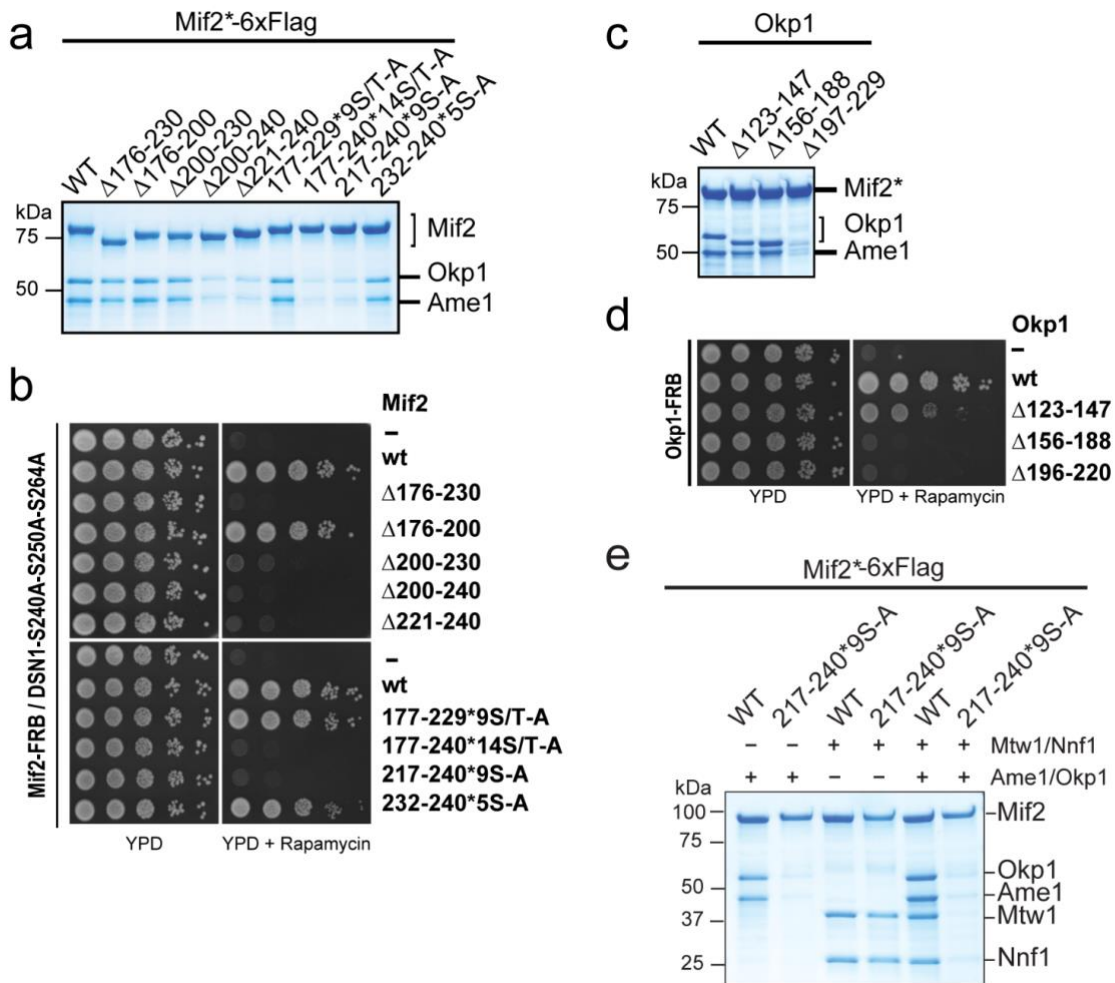 a
Mif2*-6xFlag
WT
Δ176-230
Δ176-200
Δ200-230
Δ200-240
Δ221-240
177-229*9S/T-A
177-240*14S/T-A
217-240*9S-A
232-240*5S-A
kDa
75
50
Mif2
Okp1
Ame1
b
Mif2-FRB / DSN1-S240A-S250A-S264A
Mif2
–
wt
Δ176-230
Δ176-200
Δ200-230
Δ200-240
Δ221-240
–
wt
177-229*9S/T-A
177-240*14S/T-A
217-240*9S-A
232-240*5S-A
YPD
YPD + Rapamycin
c
Okp1
WT
Δ123-147
Δ156-188
Δ197-229
kDa
75
50
Mif2*
Okp1
Ame1
d
Okp1-FRB
Okp1
–
wt
Δ123-147
Δ156-188
Δ196-220
YPD
YPD + Rapamycin
e
Mif2*-6xFlag
WT
217-240*9S-A
WT
217-240*9S-A
WT
217-240*9S-A
– – + + + + Mtw1/Nnf1
+ + – – + + Ame1/Okp1
kDa
100
75
50
37
25
Mif2
Okp1
Ame1
Mtw1
Nnf1